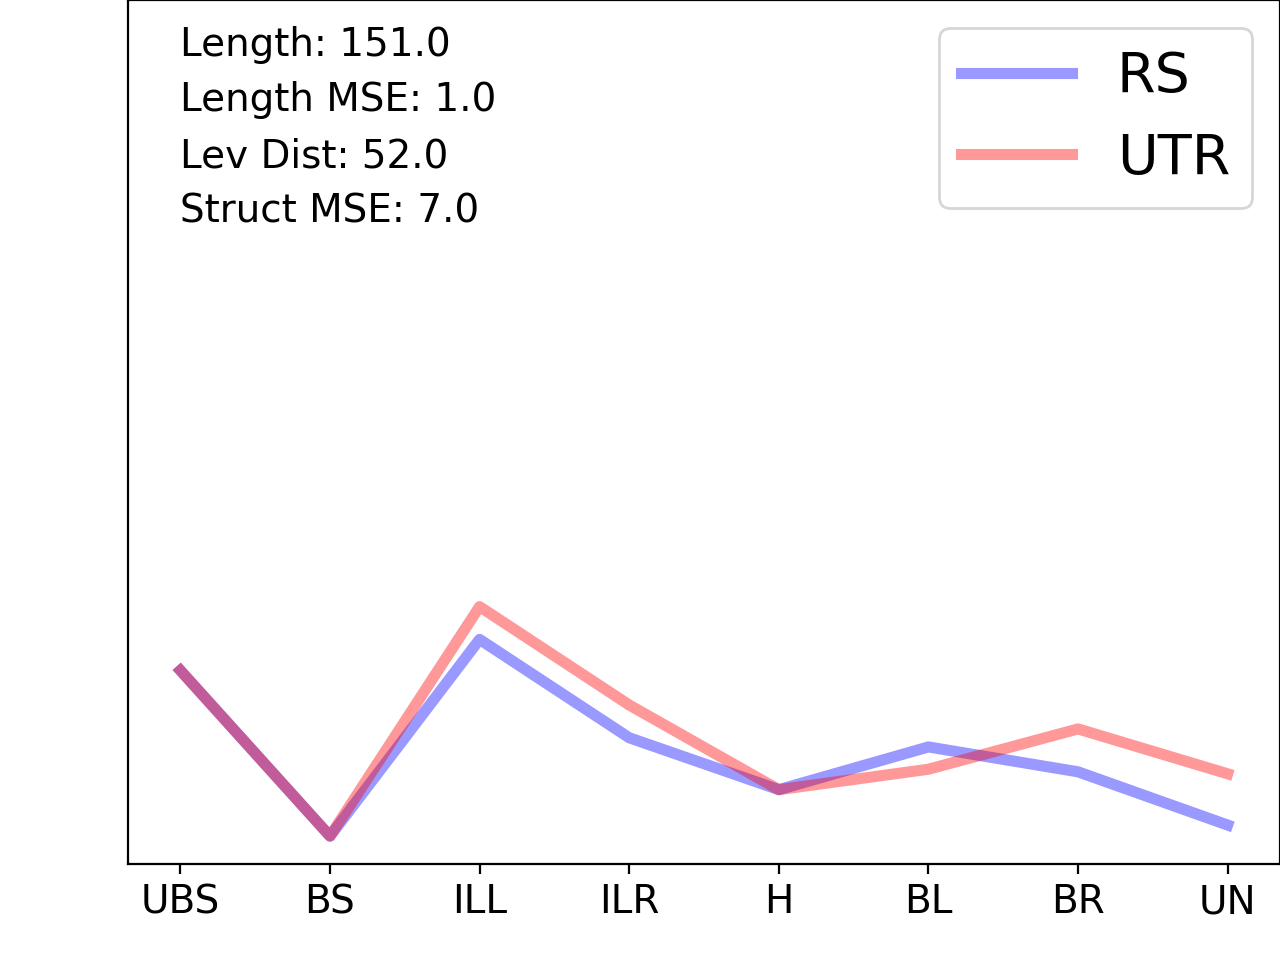 Length: 151.0
Length MSE: 1.0
Lev Dist: 52.0
Struct MSE: 7.0
RS
UTR
UBS BS ILL ILR H BL BR UN